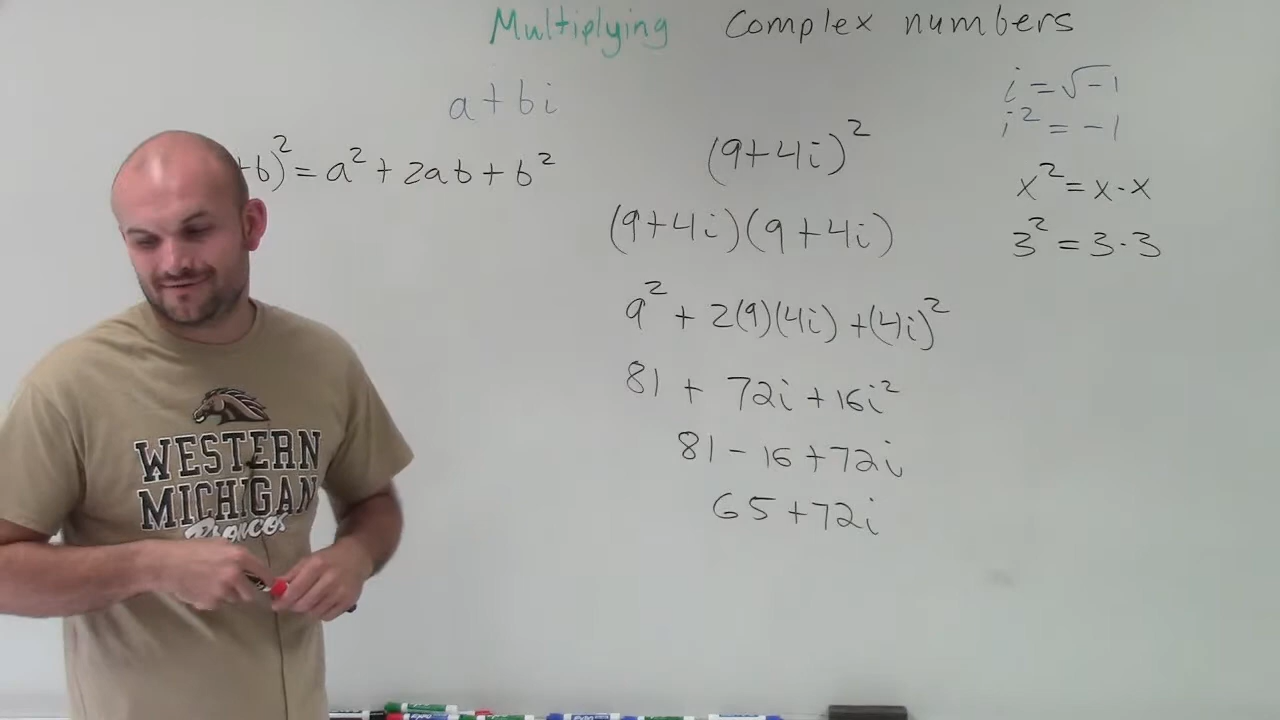 Multiplying Complex numbers
a+bi
+b)² = a² + 2ab + b²
(9+4i)²
(9+4i)(9+4i)
9² + 2(9)(4i) + (4i)²
81 + 72i + 16i²
81 - 16 + 72i
65 + 72i
i = √-1
i² = -1
x² = x·x
3² = 3·3
WESTERN
MICHIGAN
Broncos